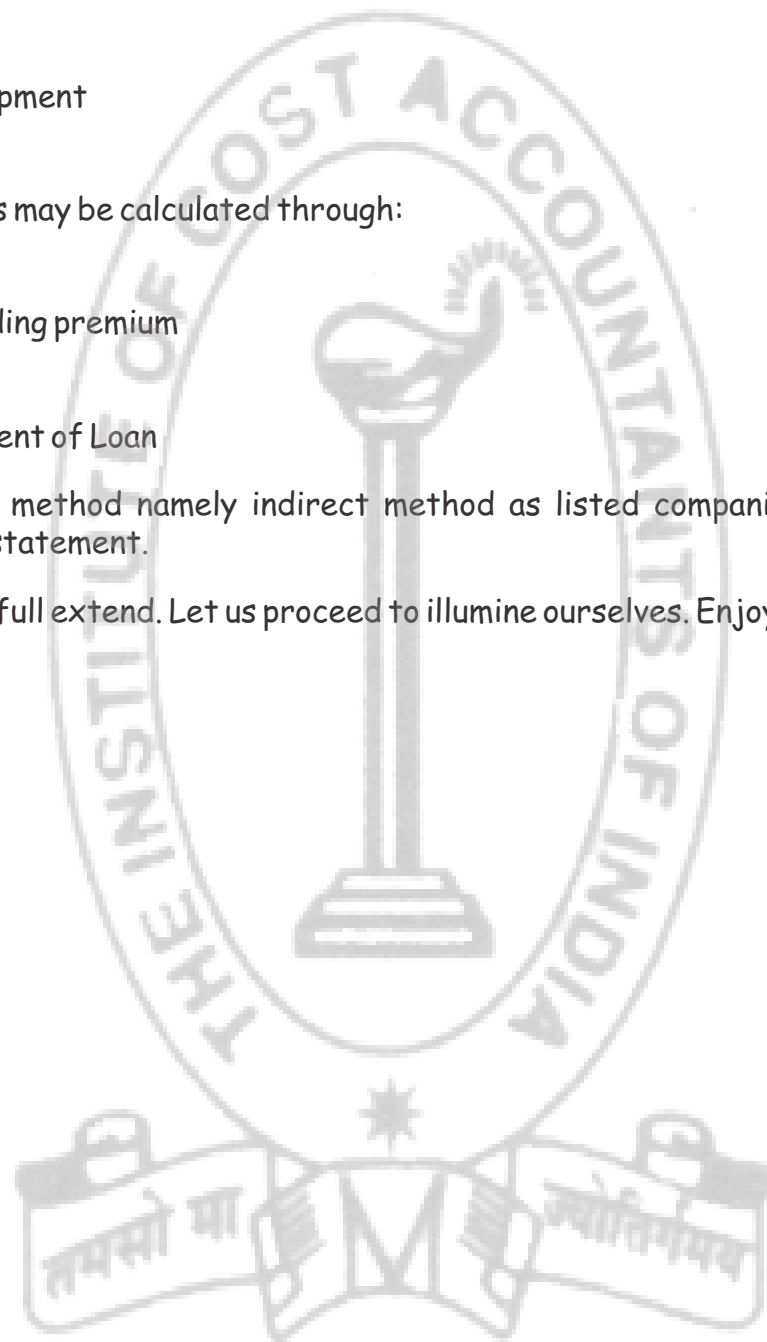 pment
s may be calculated through:
ding premium
ent of Loan
method namely indirect method as listed compani
statement.
full extend. Let us proceed to illumine ourselves. Enjoy
THE INSTITUTE OF COST ACCOUNTANTS OF INDIA
तमसो मा ज्योतिर्गमय